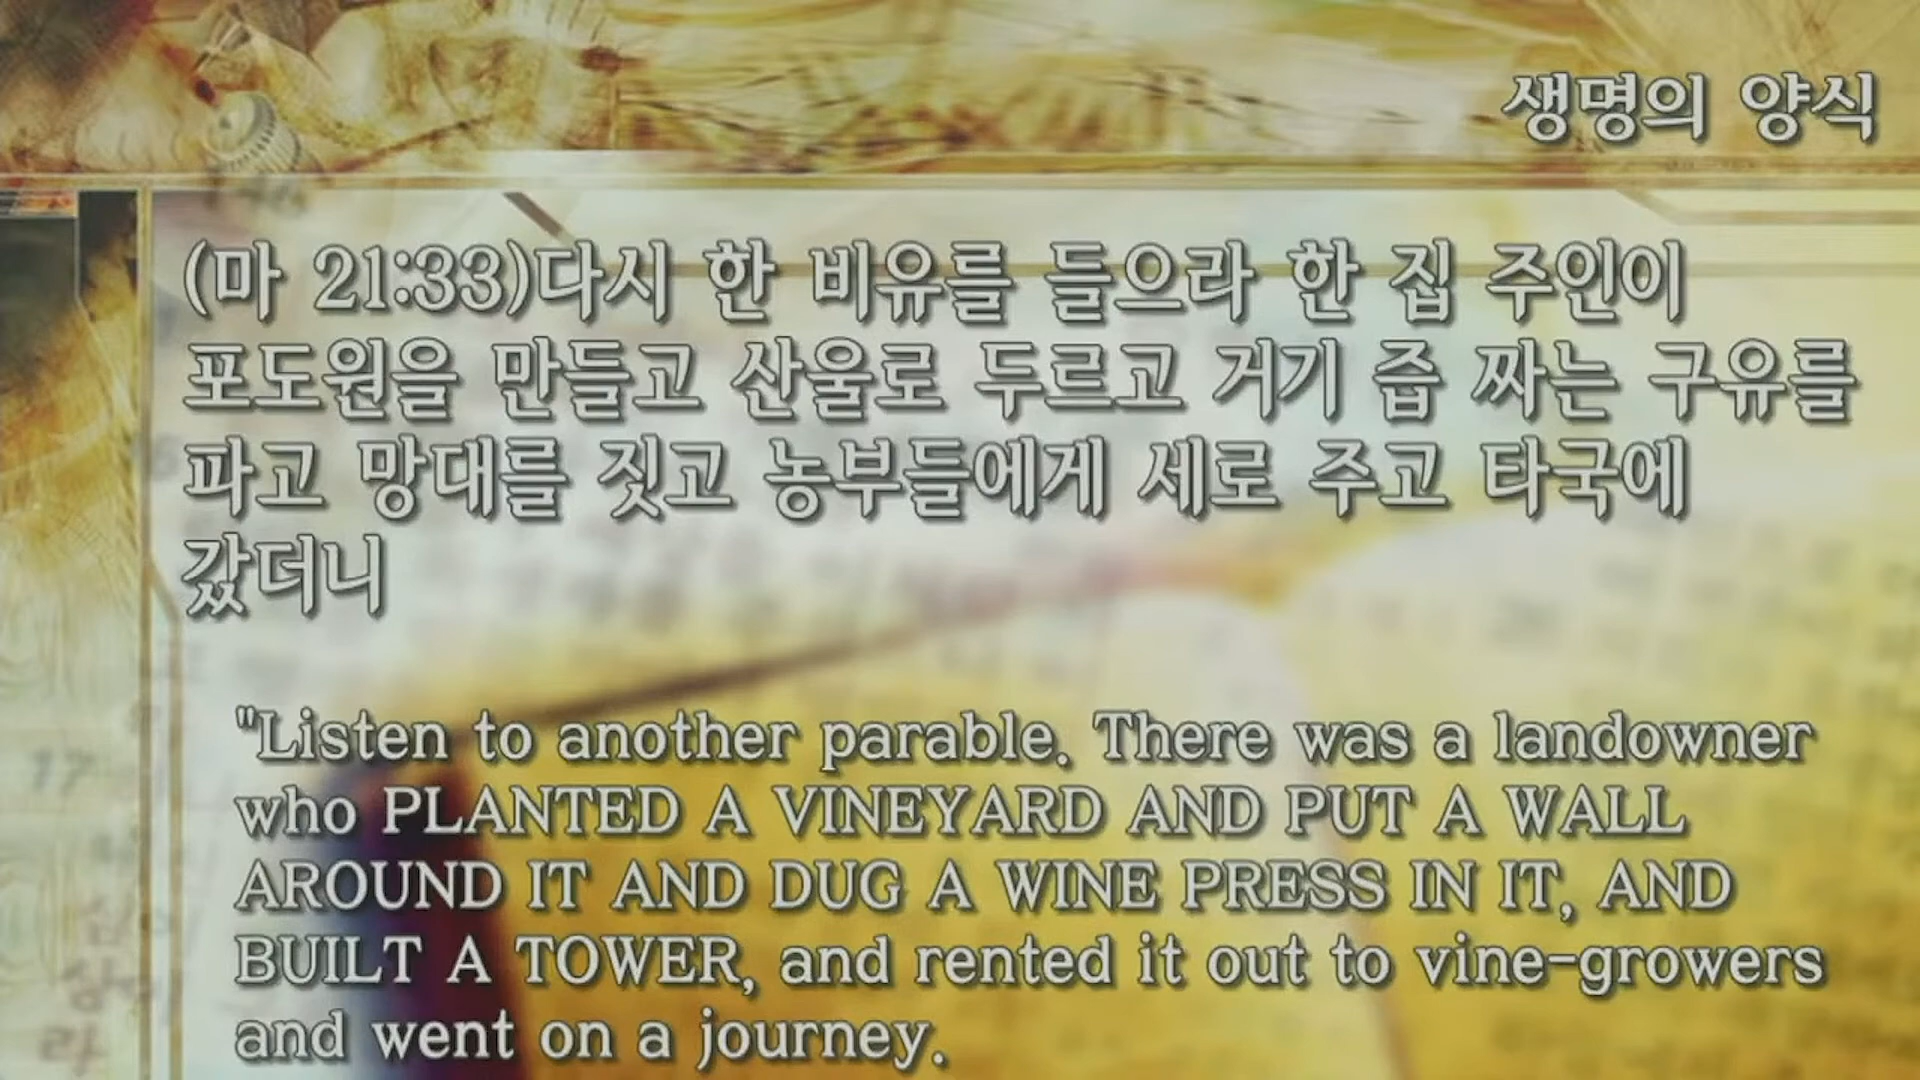 생명의 양식
(마 21:33)다시 한 비유를 들으라 한 집 주인이
포도원을 만들고 산울로 두르고 거기 즙 짜는 구유를
파고 망대를 짓고 농부들에게 세로 주고 타국에
갔더니
"Listen to another parable. There was a landowner
who PLANTED A VINEYARD AND PUT A WALL
AROUND IT AND DUG A WINE PRESS IN IT, AND
BUILT A TOWER, and rented it out to vine-growers
and went on a journey.